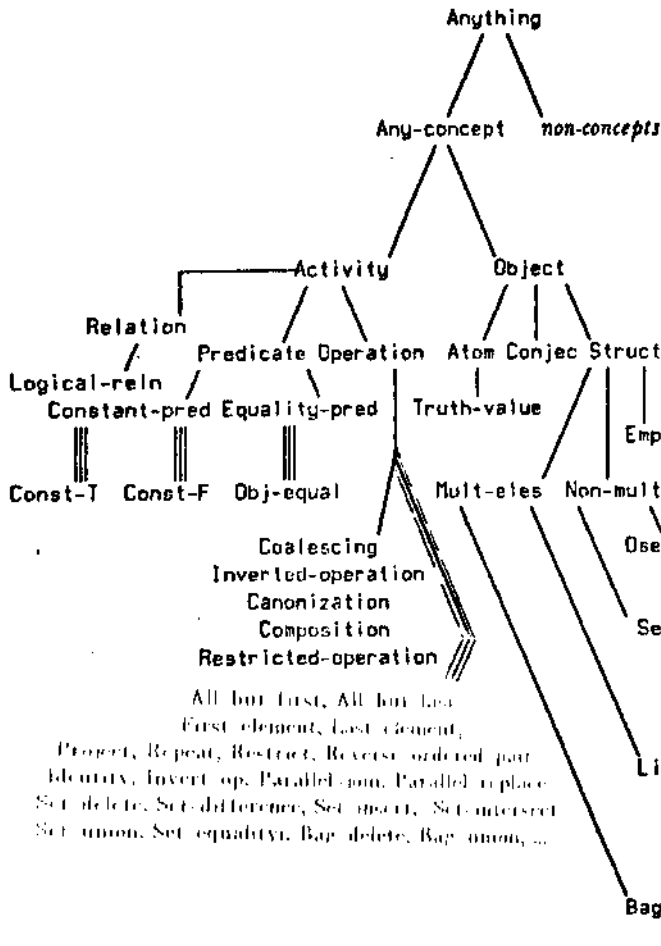 Anything
Any-concept non-concepts
Activity Object
Relation
Predicate Operation Atom Conjec Struct
Logical-reln
Constant-pred Equality-pred Truth-value
Emp
Const-T Const-F Obj-equal Mult-eles Non-mult
Ose
Coalescing
Inverted-operation
Canonization
Composition
Se
Restricted-operation
All but first, All but last
First element, Last element,
Project, Repeat, Restrict, Reverse ordered pair
Identity, Invert op, Parallel join, Parallel replace
Li
Set delete, Set difference, Set insert, Set intersect
Set union, Set equality, Bag delete, Bag union, ...
Bag